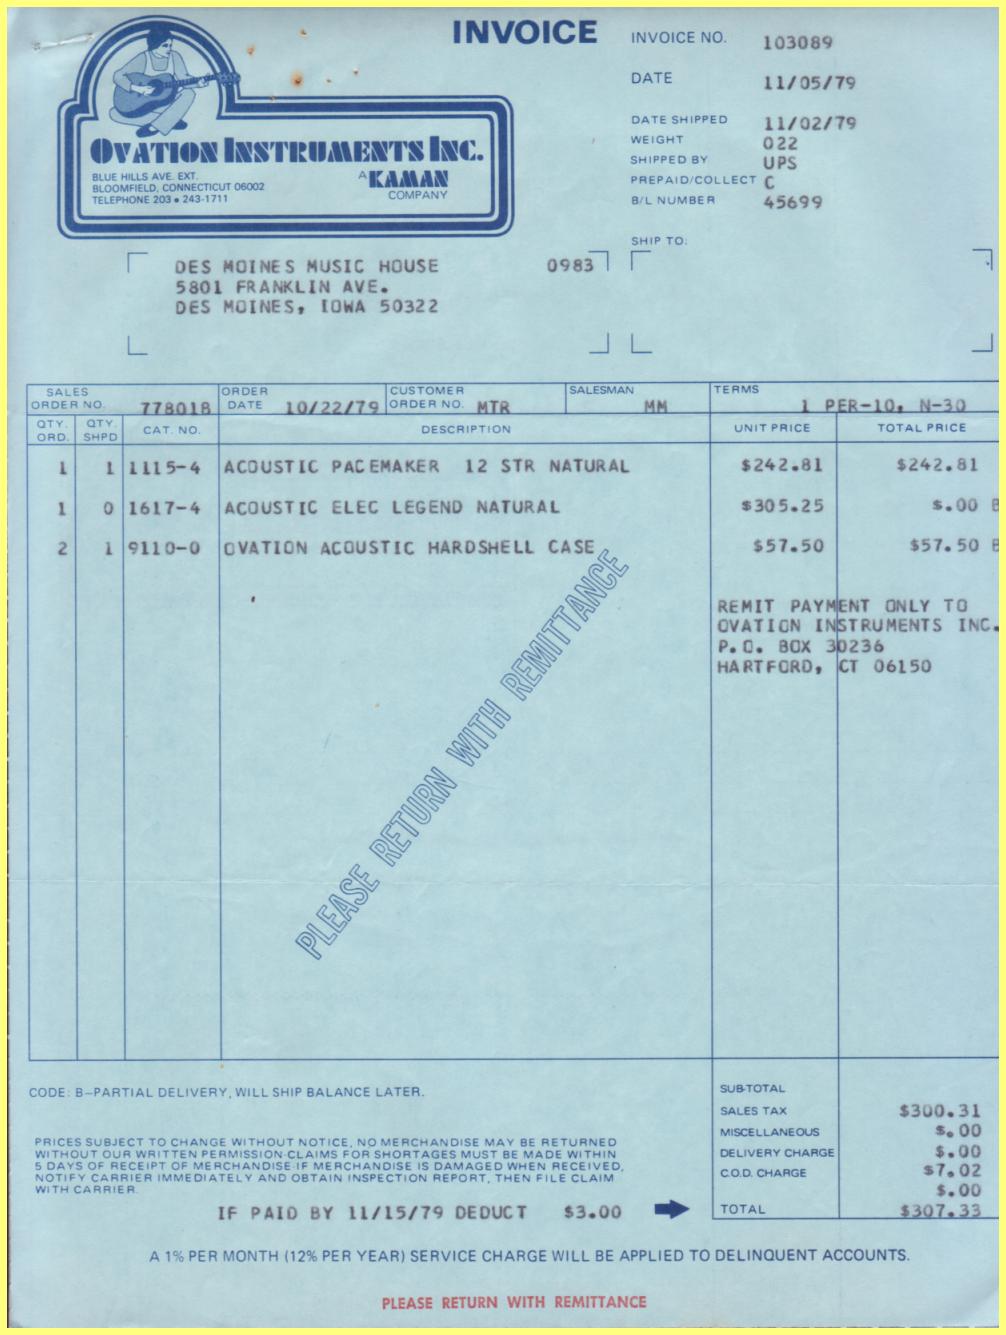 INVOICE
INVOICE NO. 103089
DATE 11/05/79
DATE SHIPPED 11/02/79
WEIGHT 022
SHIPPED BY UPS
PREPAID/COLLECT C
B/L NUMBER 45699
OVATION INSTRUMENTS INC.
BLUE HILLS AVE. EXT.
BLOOMFIELD, CONNECTICUT 06002
TELEPHONE 203 • 243-1711
A KAMAN
COMPANY
SHIP TO:
DES MOINES MUSIC HOUSE 0983
5801 FRANKLIN AVE.
DES MOINES, IOWA 50322
SALES ORDER NO. 778018
ORDER DATE 10/22/79
CUSTOMER ORDER NO. MTR
SALESMAN MM
TERMS 1 PER-10, N-30
QTY. ORD. QTY. SHPD CAT. NO. DESCRIPTION UNIT PRICE TOTAL PRICE
1 1 1115-4 ACOUSTIC PACEMAKER 12 STR NATURAL $242.81 $242.81
1 0 1617-4 ACOUSTIC ELEC LEGEND NATURAL $305.25 $.00 B
2 1 9110-0 OVATION ACOUSTIC HARDSHELL CASE $57.50 $57.50 B
REMIT PAYMENT ONLY TO
OVATION INSTRUMENTS INC.
P.O. BOX 30236
HARTFORD, CT 06150
PLEASE RETURN WITH REMITTANCE
CODE: B—PARTIAL DELIVERY, WILL SHIP BALANCE LATER.
SUB-TOTAL
SALES TAX $300.31
MISCELLANEOUS $.00
DELIVERY CHARGE $.00
C.O.D. CHARGE $7.02
$.00
TOTAL $307.33
PRICES SUBJECT TO CHANGE WITHOUT NOTICE, NO MERCHANDISE MAY BE RETURNED
WITHOUT OUR WRITTEN PERMISSION-CLAIMS FOR SHORTAGES MUST BE MADE WITHIN
5 DAYS OF RECEIPT OF MERCHANDISE-IF MERCHANDISE IS DAMAGED WHEN RECEIVED,
NOTIFY CARRIER IMMEDIATELY AND OBTAIN INSPECTION REPORT, THEN FILE CLAIM
WITH CARRIER.
IF PAID BY 11/15/79 DEDUCT $3.00
A 1% PER MONTH (12% PER YEAR) SERVICE CHARGE WILL BE APPLIED TO DELINQUENT ACCOUNTS.
PLEASE RETURN WITH REMITTANCE